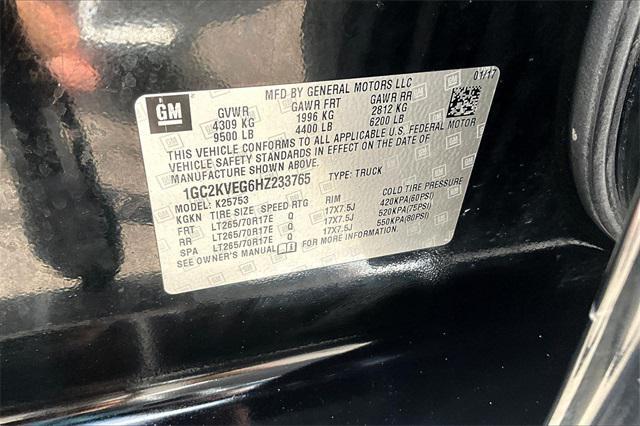 MFD BY GENERAL MOTORS LLC 01/17
GM GVWR GAWR FRT GAWR RR
4309 KG 1996 KG 2812 KG
9500 LB 4400 LB 6200 LB
THIS VEHICLE CONFORMS TO ALL APPLICABLE U.S. FEDERAL MOTOR
VEHICLE SAFETY STANDARDS IN EFFECT ON THE DATE OF
MANUFACTURE SHOWN ABOVE.
1GC2KVEG6HZ233765 TYPE: TRUCK
MODEL: K25753
KGKN TIRE SIZE SPEED RTG RIM COLD TIRE PRESSURE
FRT LT265/70R17E Q 17X7.5J 420KPA(60PSI)
RR LT265/70R17E Q 17X7.5J 520KPA(75PSI)
SPA LT265/70R17E Q 17X7.5J 550KPA(80PSI)
SEE OWNER'S MANUAL FOR MORE INFORMATION.